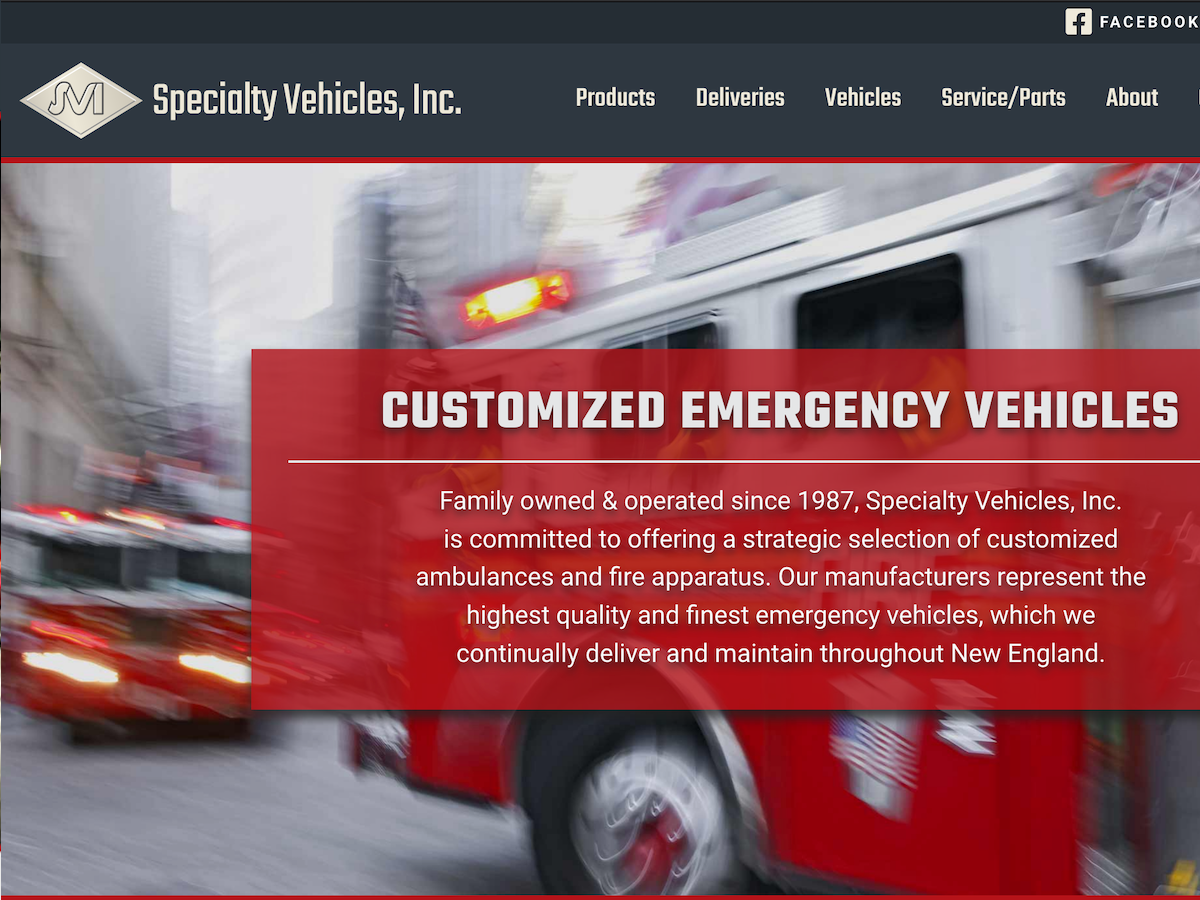 FACEBOOK
SVI Specialty Vehicles, Inc.
Products Deliveries Vehicles Service/Parts About
CUSTOMIZED EMERGENCY VEHICLES
Family owned & operated since 1987, Specialty Vehicles, Inc.
is committed to offering a strategic selection of customized
ambulances and fire apparatus. Our manufacturers represent the
highest quality and finest emergency vehicles, which we
continually deliver and maintain throughout New England.